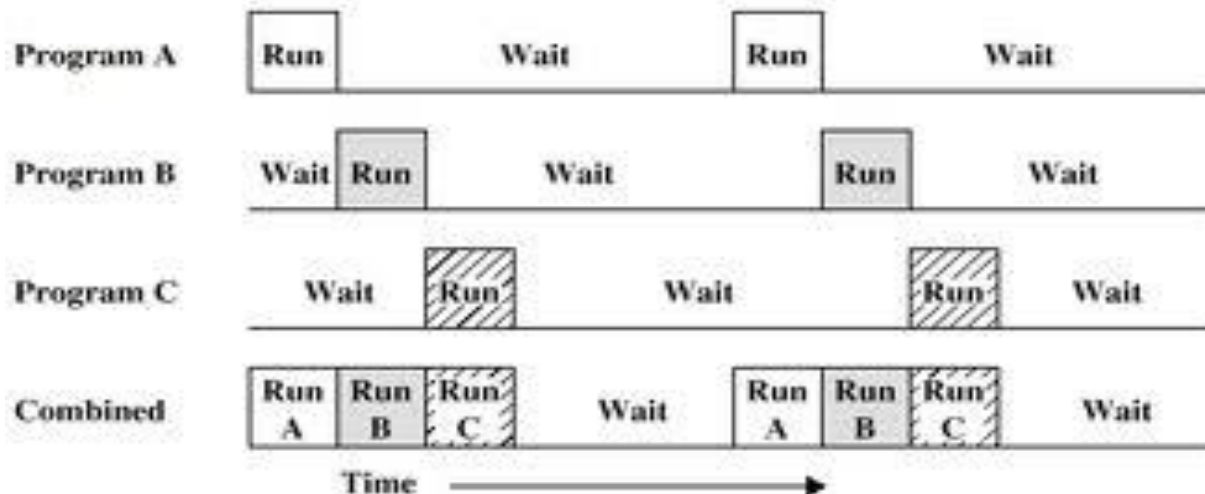 Program A Run Wait Run Wait
Program B Wait Run Wait Run Wait
Program C Wait Run Wait Run Wait
Combined Run A Run B Run C Wait Run A Run B Run C Wait
Time